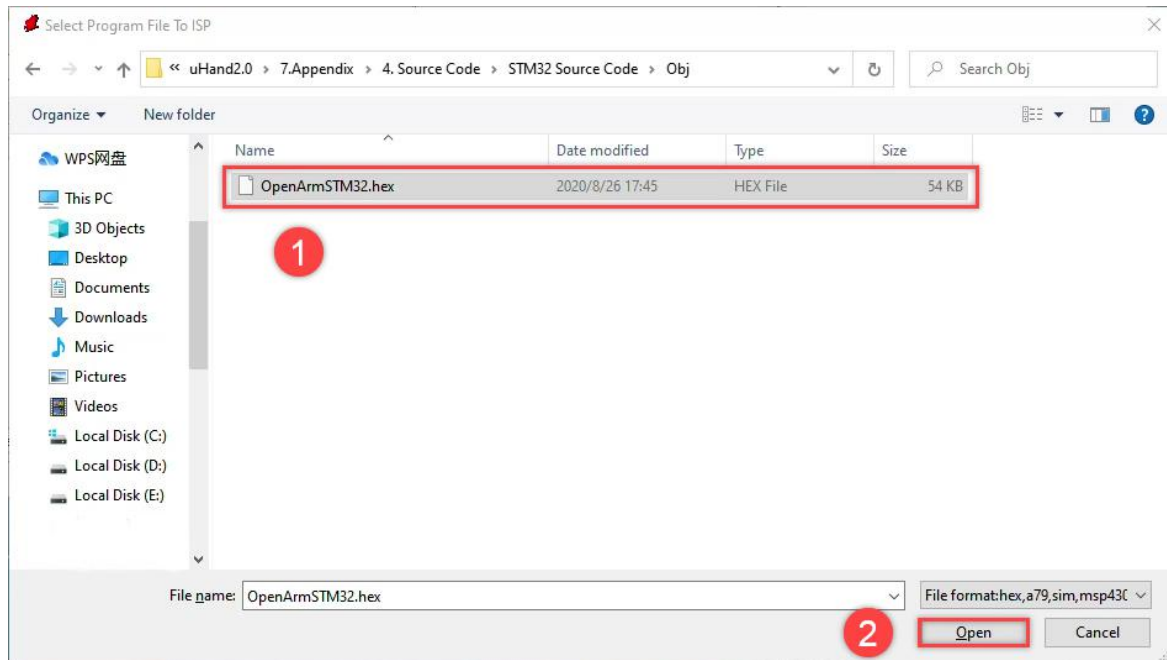 Select Program File To ISP
« uHand2.0 > 7.Appendix > 4. Source Code > STM32 Source Code > Obj
Search Obj
Organize
New folder
?
Name Date modified Type Size
WPS网盘
OpenArmSTM32.hex 2020/8/26 17:45 HEX File 54 KB
This PC
3D Objects
1
Desktop
Documents
Downloads
Music
Pictures
Videos
Local Disk (C:)
Local Disk (D:)
Local Disk (E:)
File name: OpenArmSTM32.hex
File format:hex,a79,sim,msp430
2
Open
Cancel